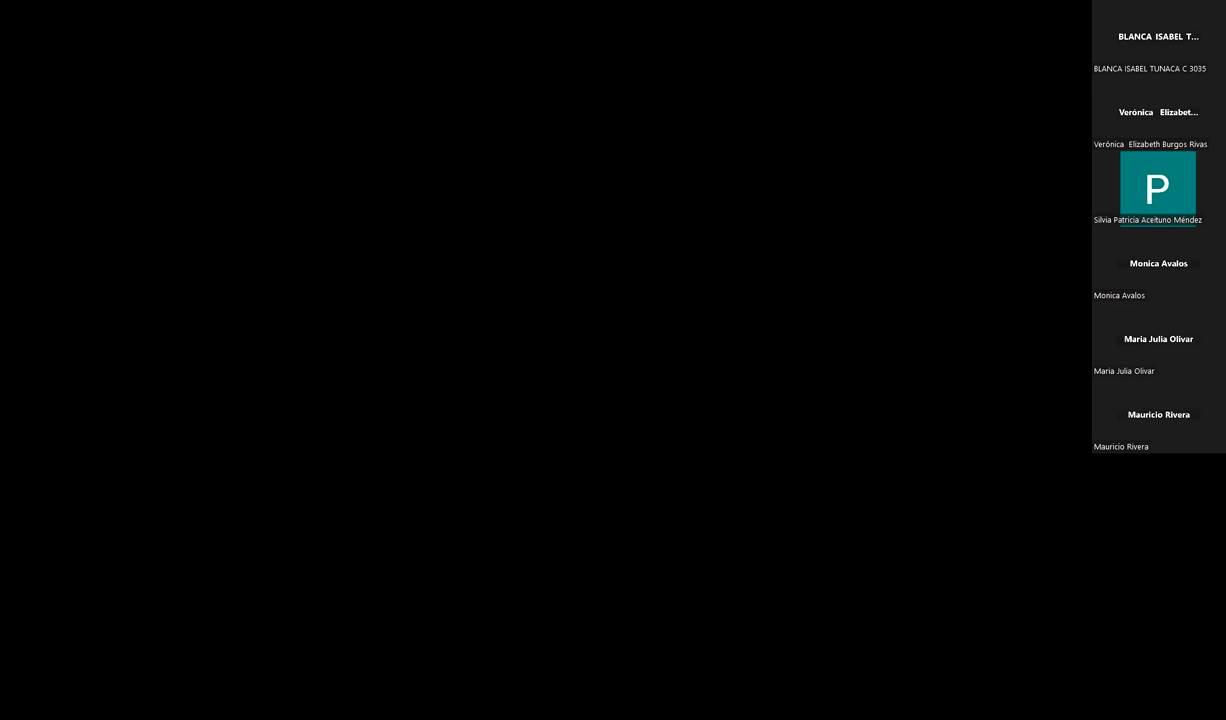 BLANCA ISABEL T...
BLANCA ISABEL TUNACA C 3035
Verónica Elizabet...
Verónica Elizabeth Burgos Rivas
P
Silvia Patricia Aceituno Méndez
Monica Avalos
Monica Avalos
Maria Julia Olivar
Maria Julia Olivar
Mauricio Rivera
Mauricio Rivera